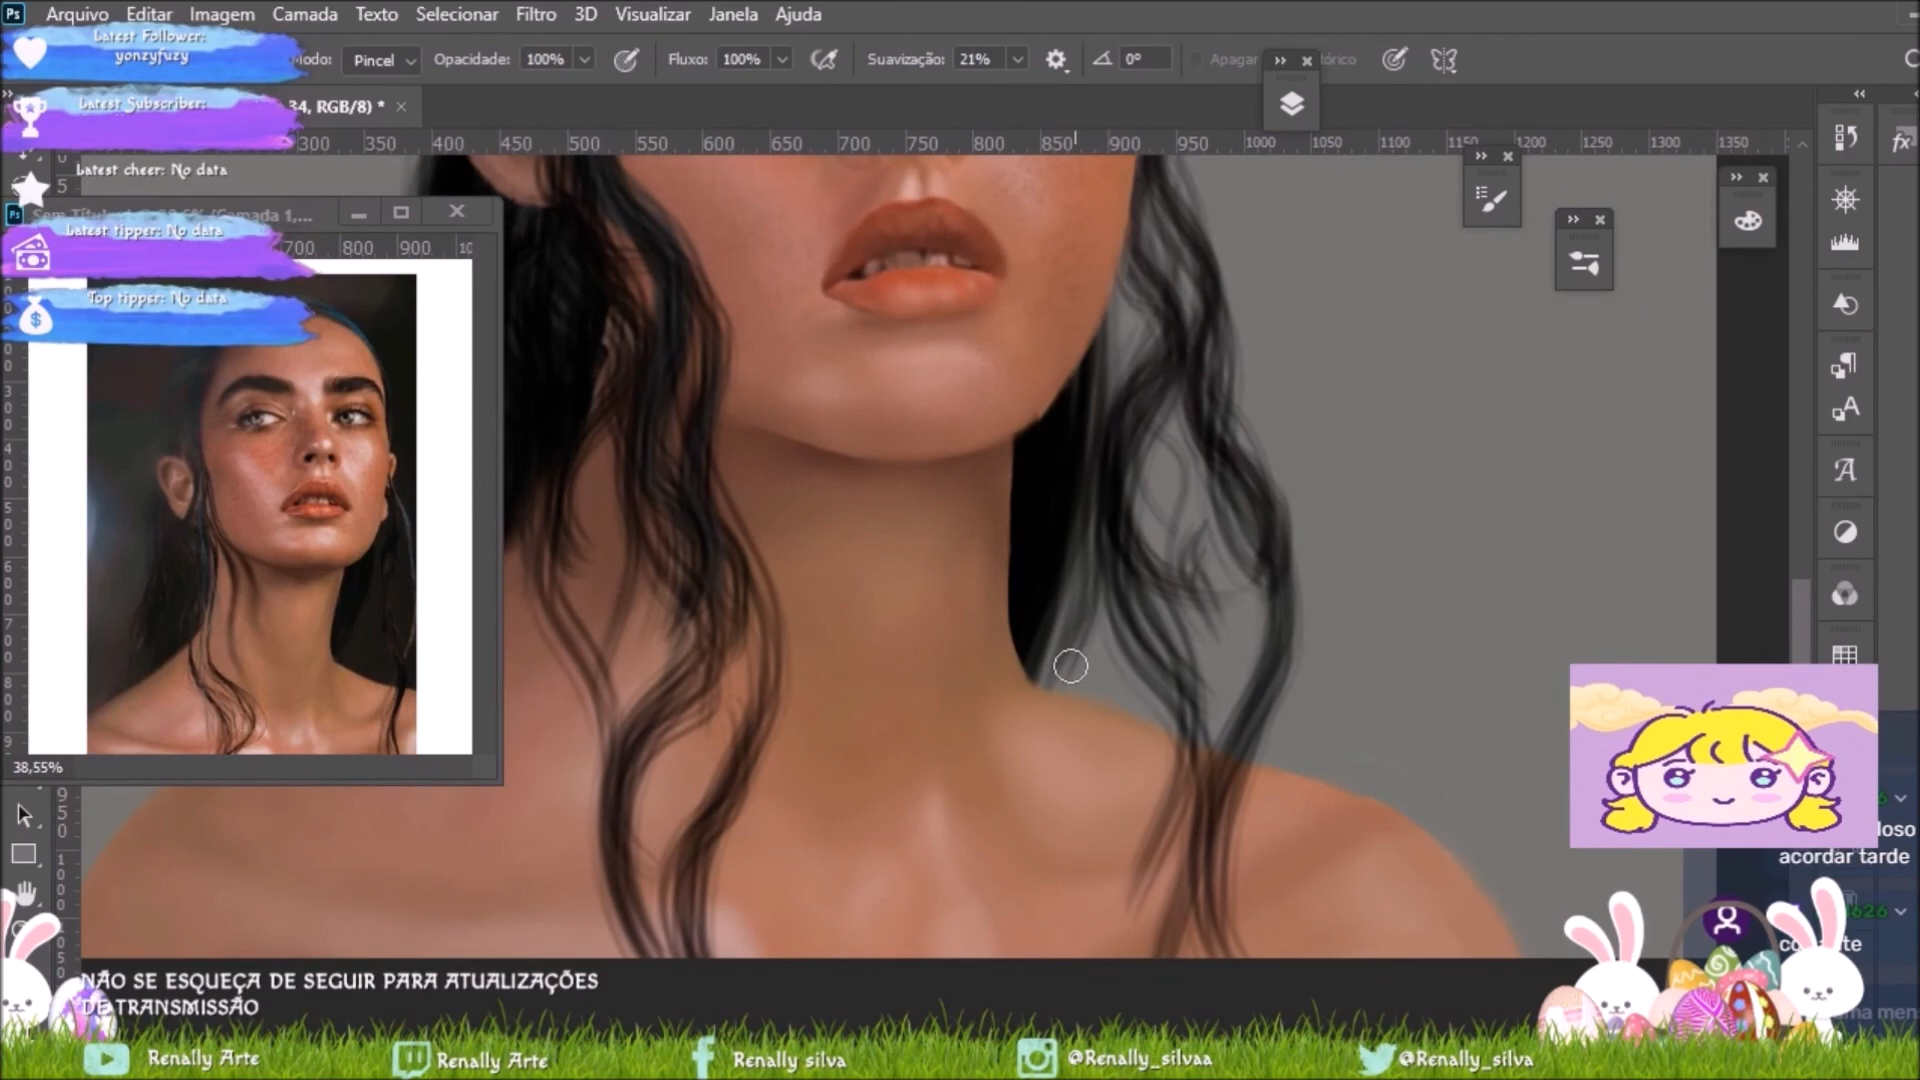 Arquivo Editar Imagem Camada Texto Selecionar Filtro 3D Visualizar Janela Ajuda
Latest Follower:
yonzyfuzy
Modo: Pincel Opacidade: 100% Fluxo: 100% Suavização: 21% 0° Apagar
Latest Subscriber:
34, RGB/8) *
300 350 400 450 500 550 600 650 700 750 800 850 900 950 1000 1050 1100 1150 1200 1250 1300 1350
Latest cheer: No data
Latest tipper: No data
700 800 900
Top tipper: No data
38,55%
acordar tarde
NÃO SE ESQUEÇA DE SEGUIR PARA ATUALIZAÇÕES
DE TRANSMISSÃO
Renally Arte Renally Arte Renally silva @Renally_silvaa @Renally_silva